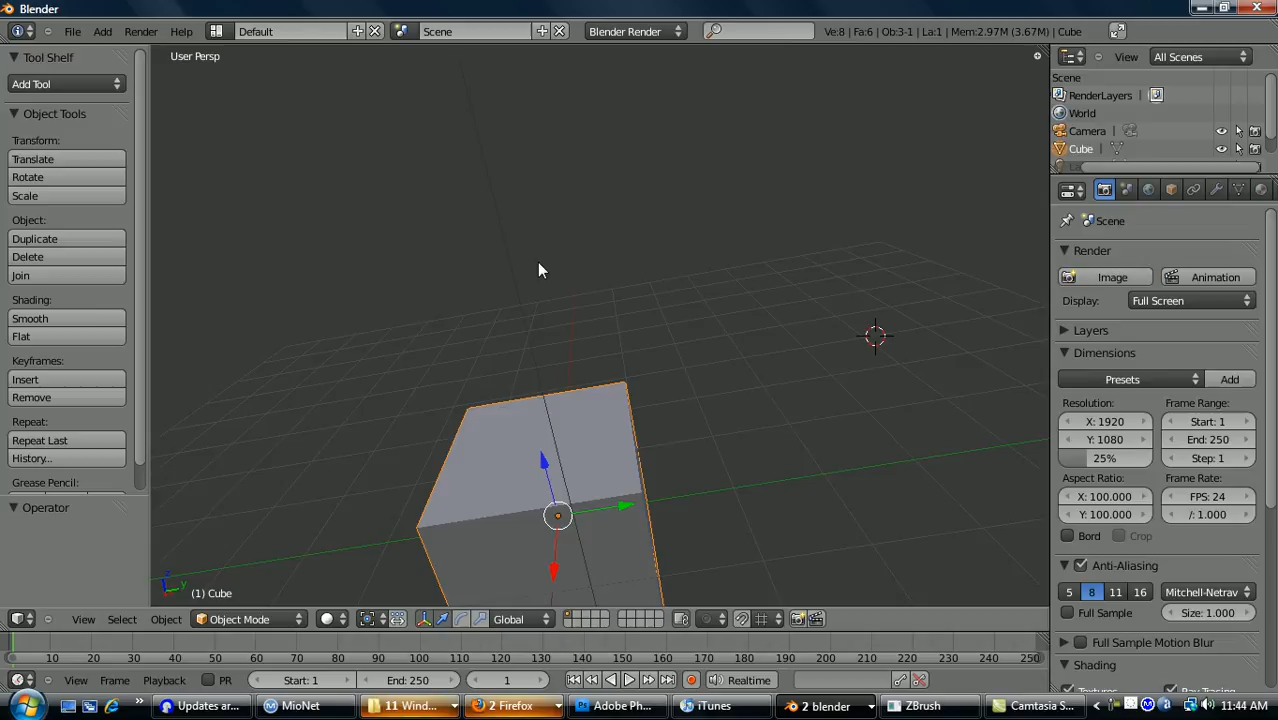 Blender
File Add Render Help Default Scene Blender Render Ve:8 | Fa:6 | Ob:3-1 | La:1 | Mem:2.97M (3.67M) | Cube
Tool Shelf
Add Tool
Object Tools
Transform:
Translate
Rotate
Scale
Object:
Duplicate
Delete
Join
Shading:
Smooth
Flat
Keyframes:
Insert
Remove
Repeat:
Repeat Last
History...
Grease Pencil:
Operator
User Persp
z
y
(1) Cube
View Select Object Object Mode Global
View All Scenes
Scene
RenderLayers
World
Camera
Cube
Scene
Render
Image Animation
Display: Full Screen
Layers
Dimensions
Presets Add
Resolution: Frame Range:
X: 1920 Start: 1
Y: 1080 End: 250
25% Step: 1
Aspect Ratio: Frame Rate:
X: 100.000 FPS: 24
Y: 100.000 /: 1.000
Bord Crop
Anti-Aliasing
5 8 11 16 Mitchell-Netrav
Full Sample Size: 1.000
Full Sample Motion Blur
Shading
Textures Ray Tracing
10 20 30 40 50 60 70 80 90 100 110 120 130 140 150 160 170 180 190 200 210 220 230 240 250
View Frame Playback PR Start: 1 End: 250 1 Realtime
Updates ar... MioNet 11 Wind... 2 Firefox Adobe Ph... iTunes 2 blender ZBrush Camtasia S... 11:44 AM